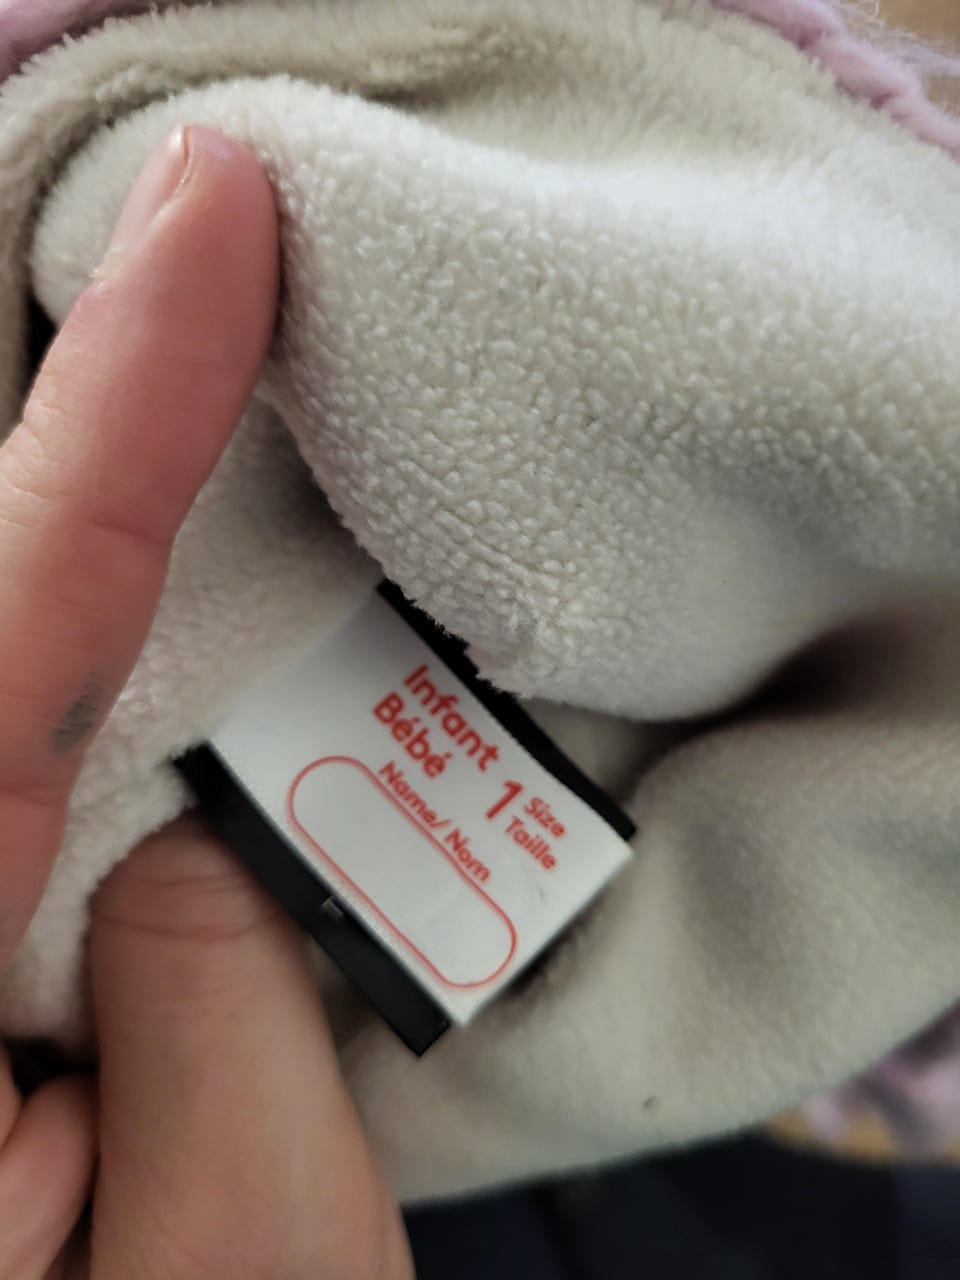 Infant
Bébé
1 Size
Taille
Name/ Nom